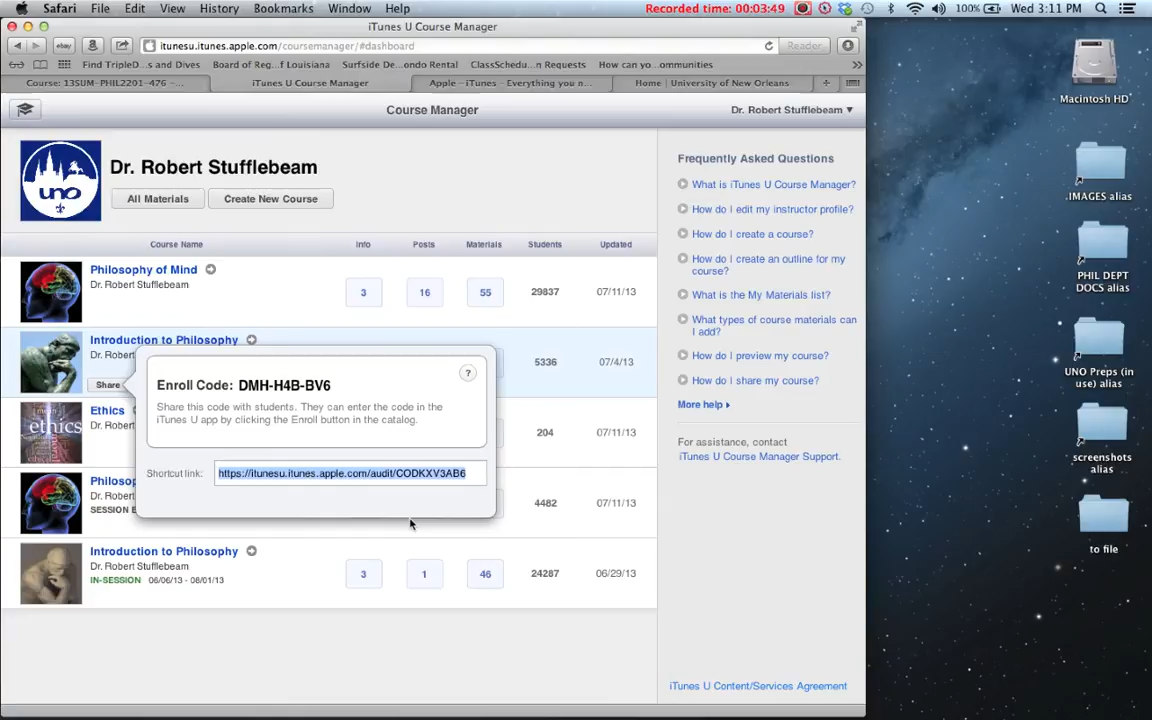 Safari File Edit View History Bookmarks Window Help Recorded time: 00:03:49 100% Wed 3:11 PM
iTunes U Course Manager
ebay itunesu.itunes.apple.com/coursemanager/#dashboard Reader
Find TripleD...s and Dives Board of Reg...f Louisiana Surfside De...ondo Rental ClassSchedu...n Requests How can yo...ommunities
Course: 13SUM-PHIL2201-476 -... iTunes U Course Manager Apple – iTunes – Everything you n... Home | University of New Orleans
Course Manager
Dr. Robert Stufflebeam ▼
uno
Dr. Robert Stufflebeam
All Materials Create New Course
Course Name Info Posts Materials Students Updated
Philosophy of Mind
Dr. Robert Stufflebeam
3 16 55 29837 07/11/13
Introduction to Philosophy
Dr. Robert
5336 07/4/13
Share
Enroll Code: DMH-H4B-BV6
?
Share this code with students. They can enter the code in the
iTunes U app by clicking the Enroll button in the catalog.
Shortcut link: https://itunesu.itunes.apple.com/audit/CODKXV3AB6
ethics
Ethics
Dr. Robert
204 07/11/13
Philosop
Dr. Robert
SESSION E
4482 07/11/13
Introduction to Philosophy
Dr. Robert Stufflebeam
IN-SESSION 06/06/13 - 08/01/13
3 1 46 24287 06/29/13
Frequently Asked Questions
What is iTunes U Course Manager?
How do I edit my instructor profile?
How do I create a course?
How do I create an outline for my
course?
What is the My Materials list?
What types of course materials can
I add?
How do I preview my course?
How do I share my course?
More help
For assistance, contact
iTunes U Course Manager Support.
iTunes U Content/Services Agreement
Macintosh HD
IMAGES alias
PHIL DEPT
DOCS alias
UNO Preps (in
use) alias
screenshots
alias
to file